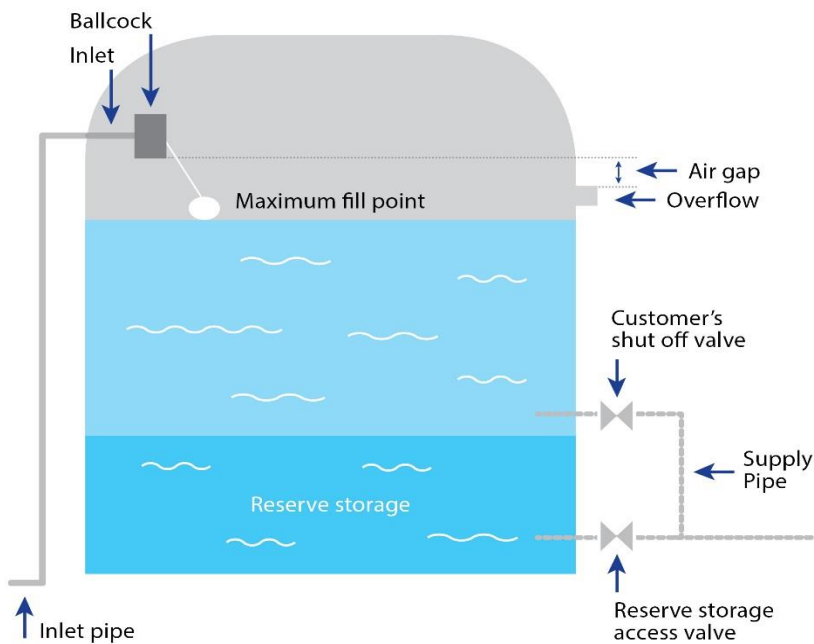 Ballcock
Inlet
Air gap
Maximum fill point
Overflow
Customer's
shut off valve
Supply
Pipe
Reserve storage
Reserve storage
access valve
Inlet pipe